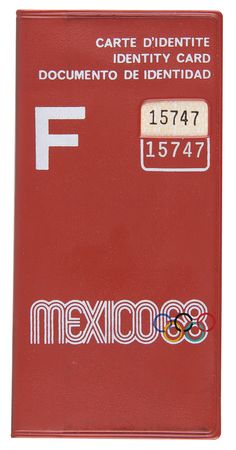 CARTE D'IDENTITE
IDENTITY CARD
DOCUMENTO DE IDENTIDAD
F
15747
15747
MEXICO68